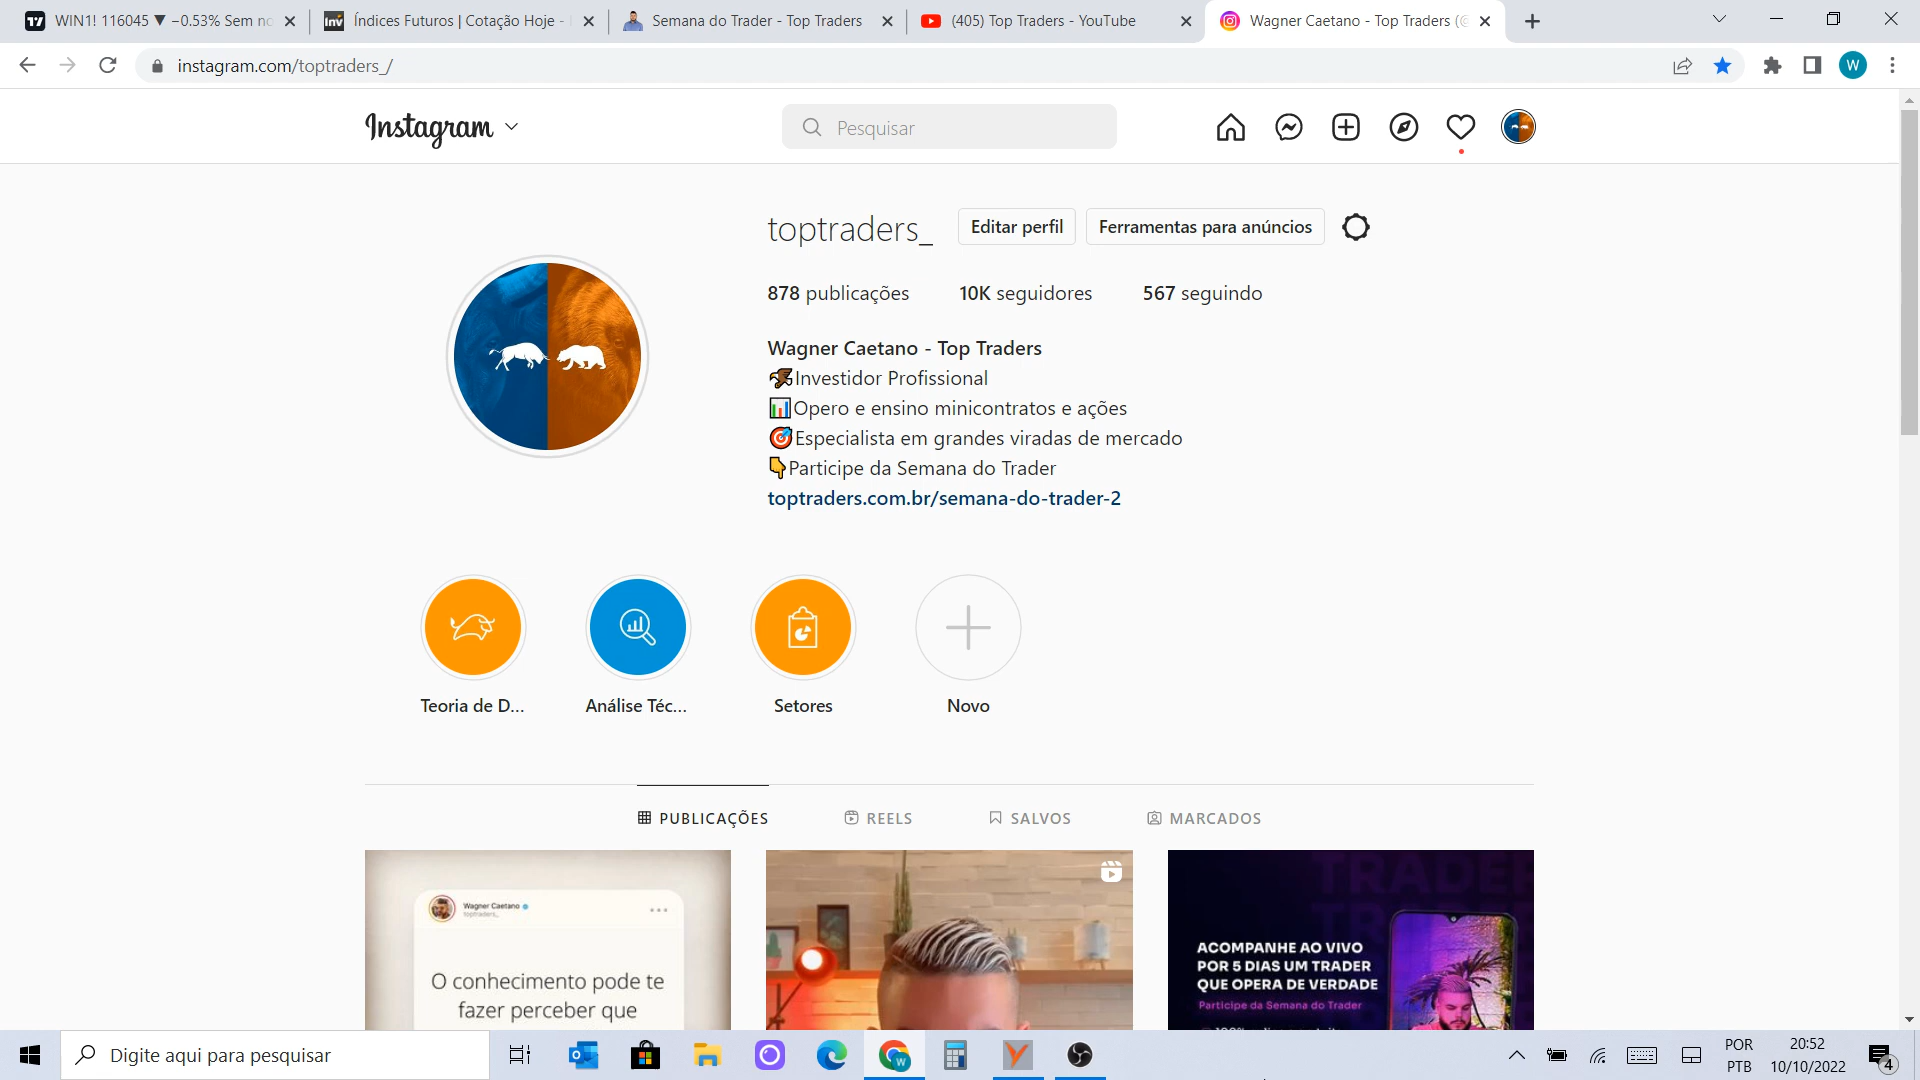 WIN1! 116045 ▼ −0.53% Sem no
Índices Futuros | Cotação Hoje -
Semana do Trader - Top Traders
(405) Top Traders - YouTube
Wagner Caetano - Top Traders (@
instagram.com/toptraders_/
W
Instagram
Pesquisar
toptraders_
Editar perfil
Ferramentas para anúncios
878 publicações
10K seguidores
567 seguindo
Wagner Caetano - Top Traders
Investidor Profissional
Opero e ensino minicontratos e ações
Especialista em grandes viradas de mercado
Participe da Semana do Trader
toptraders.com.br/semana-do-trader-2
Teoria de D...
Análise Téc...
Setores
Novo
PUBLICAÇÕES
REELS
SALVOS
MARCADOS
Wagner Caetano
toptraders_
O conhecimento pode te
fazer perceber que
TRADER
ACOMPANHE AO VIVO
POR 5 DIAS UM TRADER
QUE OPERA DE VERDADE
Participe da Semana do Trader
Digite aqui para pesquisar
POR
PTB
20:52
10/10/2022
4